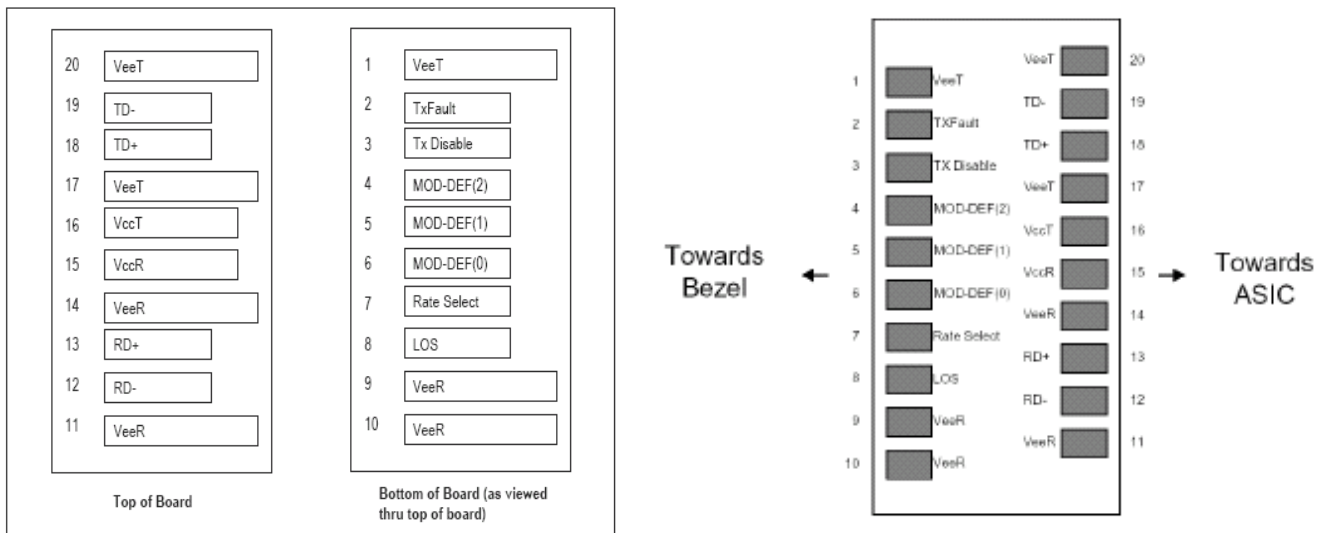 20 VeeT
19 TD-
18 TD+
17 VeeT
16 VccT
15 VccR
14 VeeR
13 RD+
12 RD-
11 VeeR
Top of Board
1 VeeT
2 TxFault
3 Tx Disable
4 MOD-DEF(2)
5 MOD-DEF(1)
6 MOD-DEF(0)
7 Rate Select
8 LOS
9 VeeR
10 VeeR
Bottom of Board (as viewed
thru top of board)
Towards
Bezel
1 VeeT
2 TXFault
3 TX Disable
4 MOD-DEF(2)
5 MOD-DEF(1)
6 MOD-DEF(0)
7 Rate Select
8 LOS
9 VeeR
10 VeeR
VeeT 20
TD- 19
TD+ 18
VeeT 17
VccT 16
VccR 15
VeeR 14
RD+ 13
RD- 12
VeeR 11
Towards
ASIC